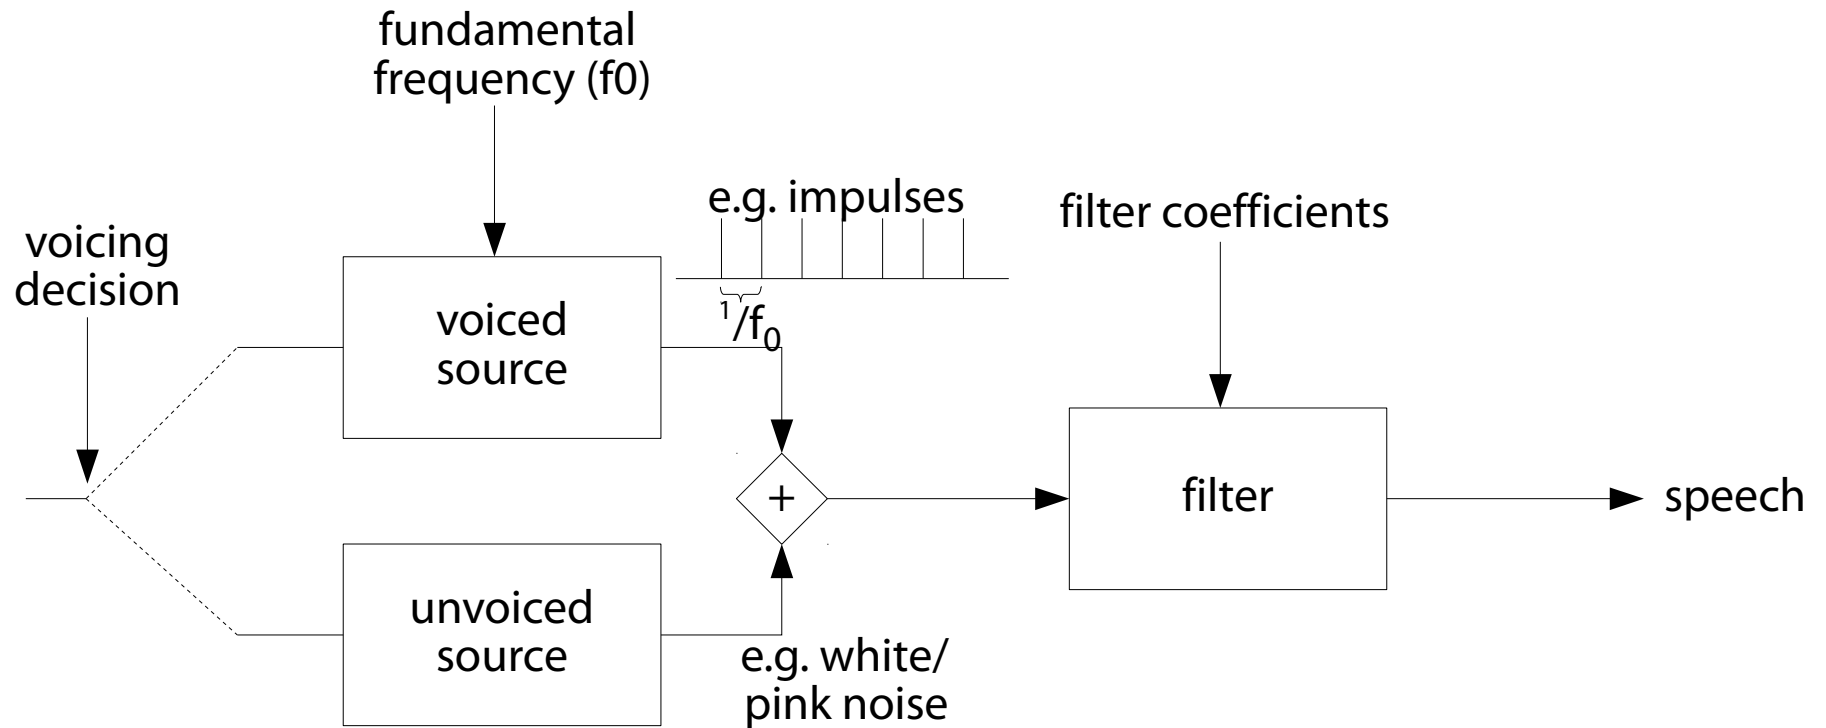 fundamental
frequency (f0)
e.g. impulses
filter coefficients
voicing
decision
voiced
source
1/f0
+
filter
speech
unvoiced
source
e.g. white/
pink noise